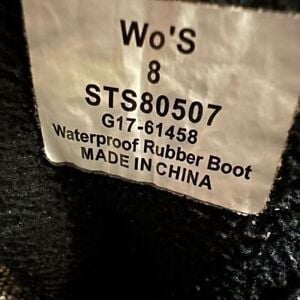 Wo'S
8
STS80507
G17-61458
Waterproof Rubber Boot
MADE IN CHINA